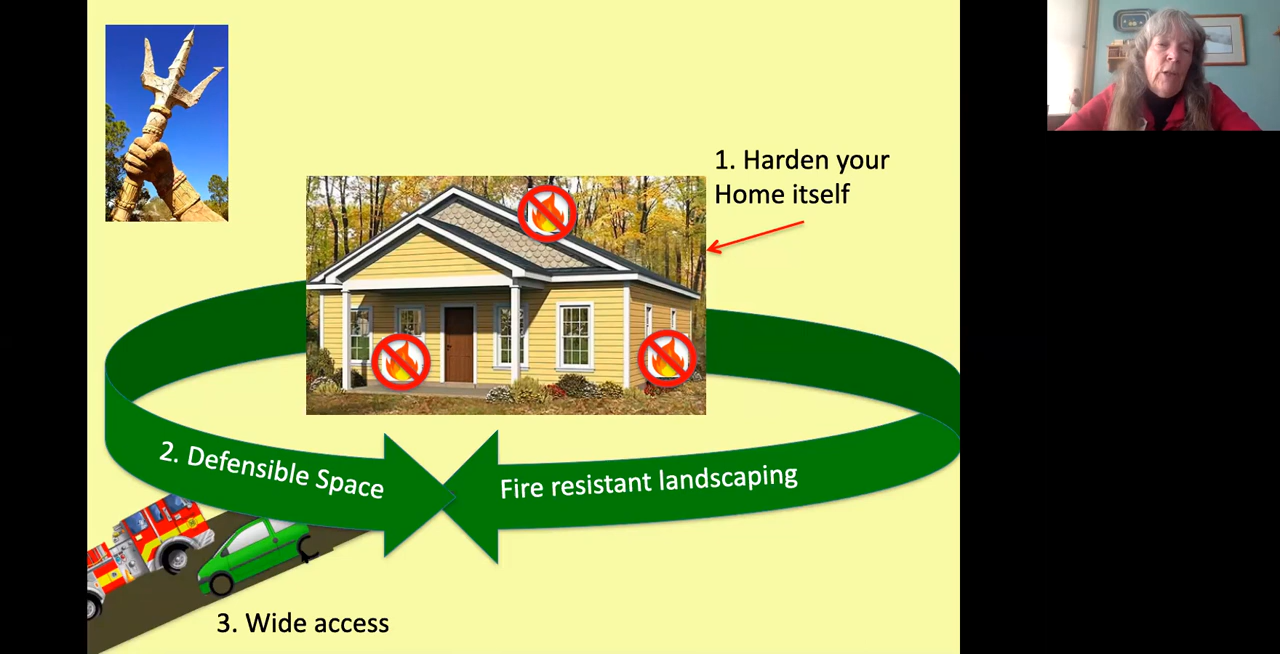 1. Harden your
Home itself
2. Defensible Space
Fire resistant landscaping
3. Wide access